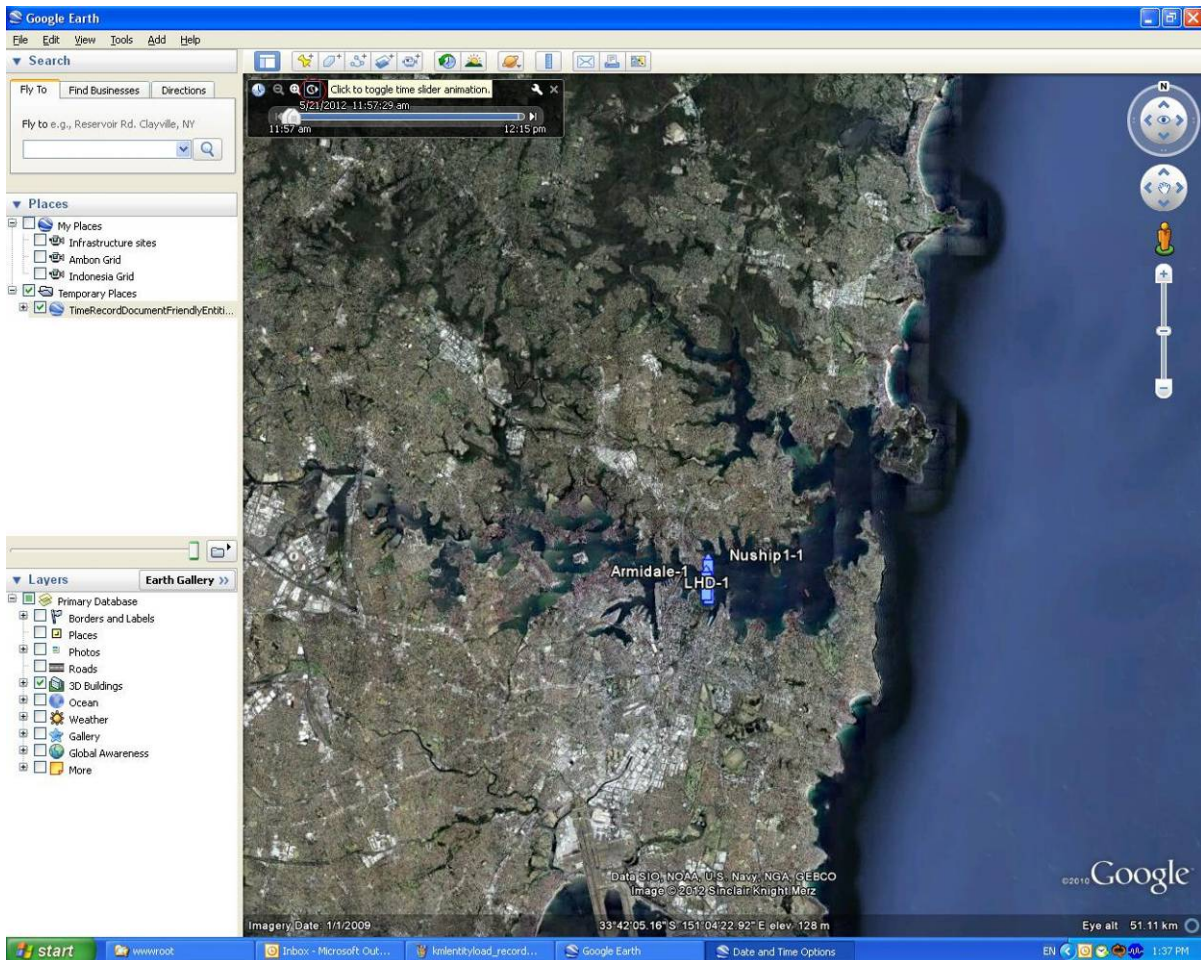 Google Earth
File Edit View Tools Add Help
Search
Fly To Find Businesses Directions
Fly to e.g., Reservoir Rd. Clayville, NY
Places
My Places
Infrastructure sites
Ambon Grid
Indonesia Grid
Temporary Places
TimeRecordDocumentFriendlyEntiti...
Layers Earth Gallery >>
Primary Database
Borders and Labels
Places
Photos
Roads
3D Buildings
Ocean
Weather
Gallery
Global Awareness
More
Click to toggle time slider animation.
5/21/2012 11:57:29 am
11:57 am 12:15 pm
N
Nuship1-1
Armidale-1
LHD-1
Data SIO, NOAA, U.S. Navy, NGA, GEBCO
Image © 2012 Sinclair Knight Merz
©2010 Google
Imagery Date: 1/1/2009 33°42'05.16" S 151°04'22.92" E elev 128 m Eye alt 51.11 km
start wwwroot Inbox - Microsoft Out... kmlentityload_record... Google Earth Date and Time Options EN 1:37 PM